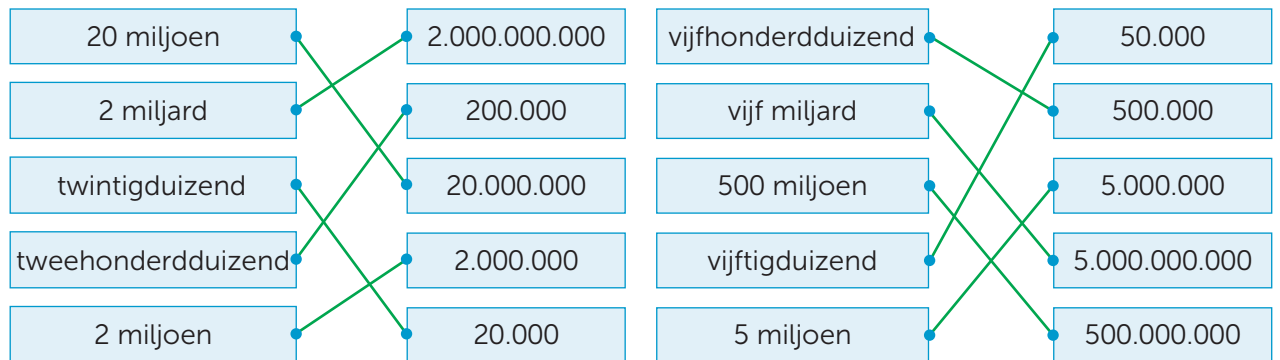 20 miljoen
2.000.000.000
2 miljard
200.000
twintigduizend
20.000.000
tweehonderdduizend
2.000.000
2 miljoen
20.000
vijfhonderdduizend
50.000
vijf miljard
500.000
500 miljoen
5.000.000
vijftigduizend
5.000.000.000
5 miljoen
500.000.000